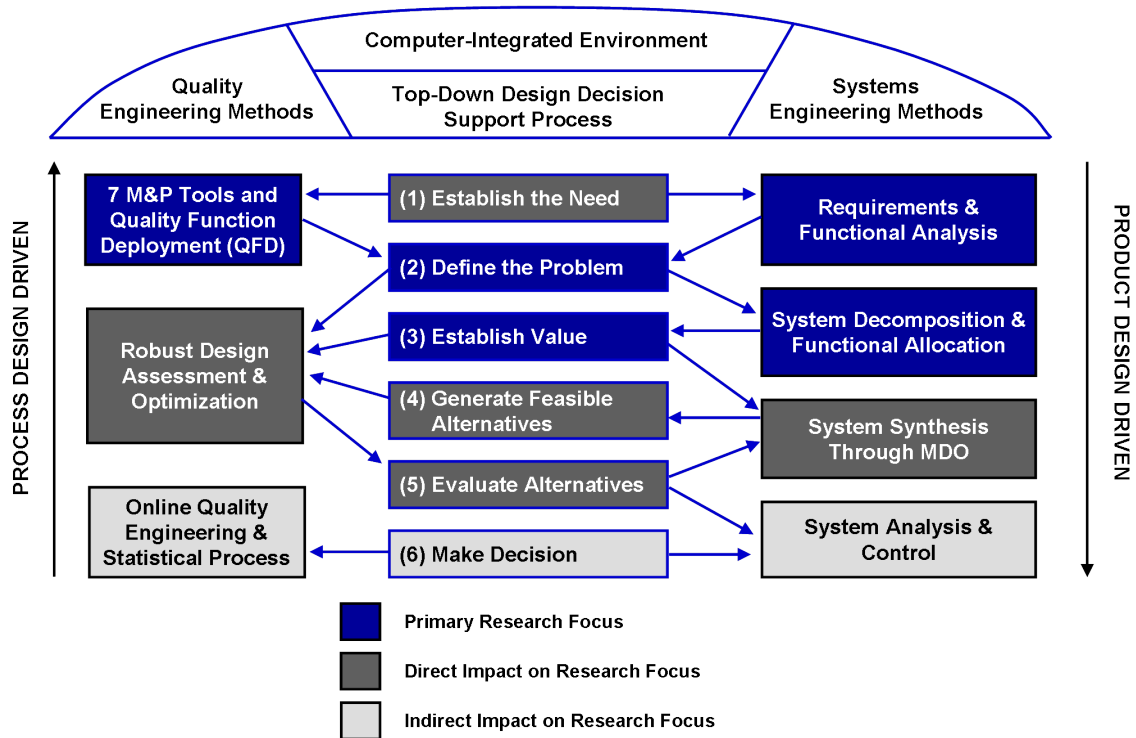 Computer-Integrated Environment
Quality
Engineering Methods
Top-Down Design Decision
Support Process
Systems
Engineering Methods
PROCESS DESIGN DRIVEN
7 M&P Tools and
Quality Function
Deployment (QFD)
Robust Design
Assessment &
Optimization
Online Quality
Engineering &
Statistical Process
(1) Establish the Need
(2) Define the Problem
(3) Establish Value
(4) Generate Feasible
Alternatives
(5) Evaluate Alternatives
(6) Make Decision
Requirements &
Functional Analysis
System Decomposition &
Functional Allocation
System Synthesis
Through MDO
System Analysis &
Control
PRODUCT DESIGN DRIVEN
Primary Research Focus
Direct Impact on Research Focus
Indirect Impact on Research Focus